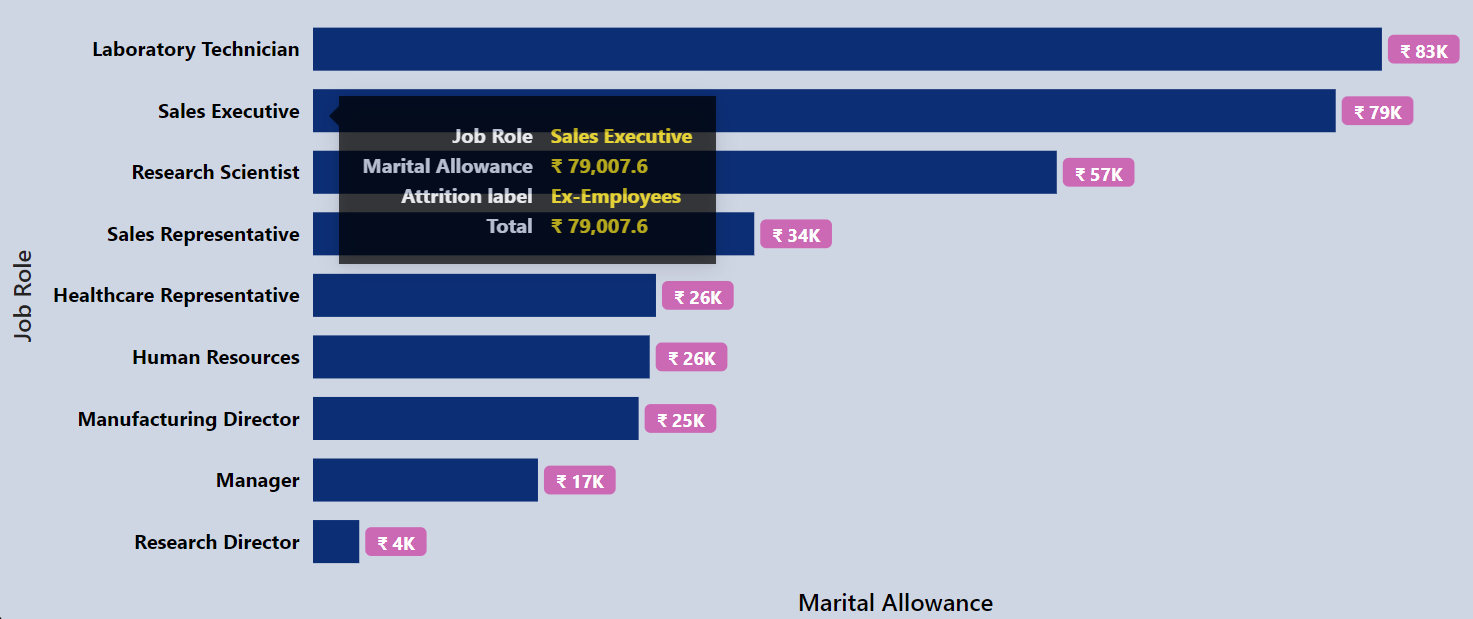 Laboratory Technician ₹ 83K
Sales Executive ₹ 79K
Job Role Sales Executive
Marital Allowance ₹ 79,007.6
Attrition label Ex-Employees
Total ₹ 79,007.6
Research Scientist ₹ 57K
Sales Representative ₹ 34K
Healthcare Representative ₹ 26K
Human Resources ₹ 26K
Manufacturing Director ₹ 25K
Manager ₹ 17K
Research Director ₹ 4K
Job Role
Marital Allowance